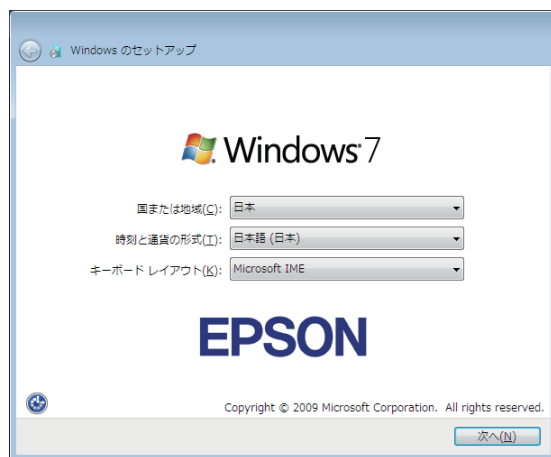 Windows のセットアップ
Windows 7
国または地域(C): 日本
時刻と通貨の形式(T): 日本語 (日本)
キーボード レイアウト(K): Microsoft IME
EPSON
Copyright © 2009 Microsoft Corporation. All rights reserved.
次へ(N)